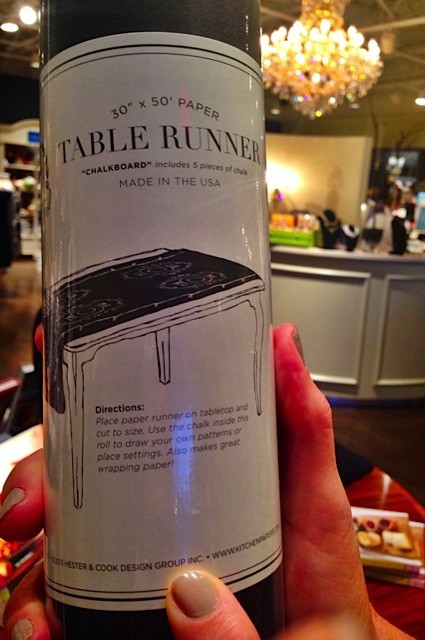 30" x 50' PAPER
TABLE RUNNER
"CHALKBOARD" Includes 5 pieces of chalk
MADE IN THE USA
Directions:
Place paper runner on tabletop and
cut to size. Use the chalk inside this
roll to draw your own patterns or
place settings. Also makes great
wrapping paper!
HESTER & COOK DESIGN GROUP INC. • WWW.KITCHENPAPERS